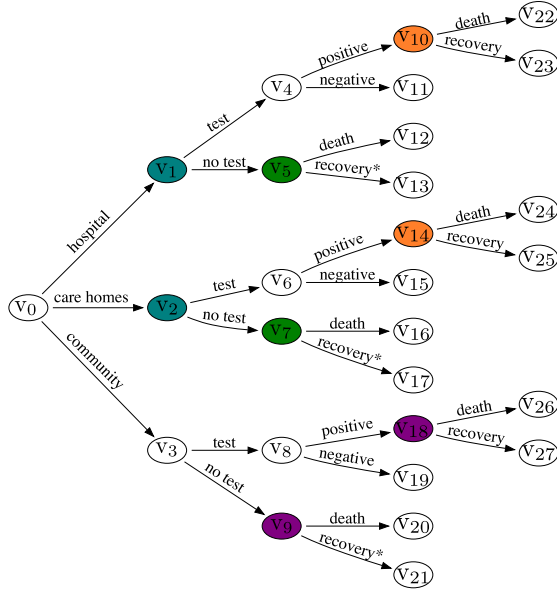 death
v22
v10
recovery
v23
positive
v4
negative
v11
test
death
v12
v1
no test
v5
recovery*
v13
hospital
death
v24
v14
recovery
v25
positive
test
v6
negative
v15
v0
care homes
v2
no test
v7
death
v16
recovery*
v17
community
death
v26
positive
v18
recovery
v27
v3
test
v8
negative
v19
no test
v9
death
v20
recovery*
v21